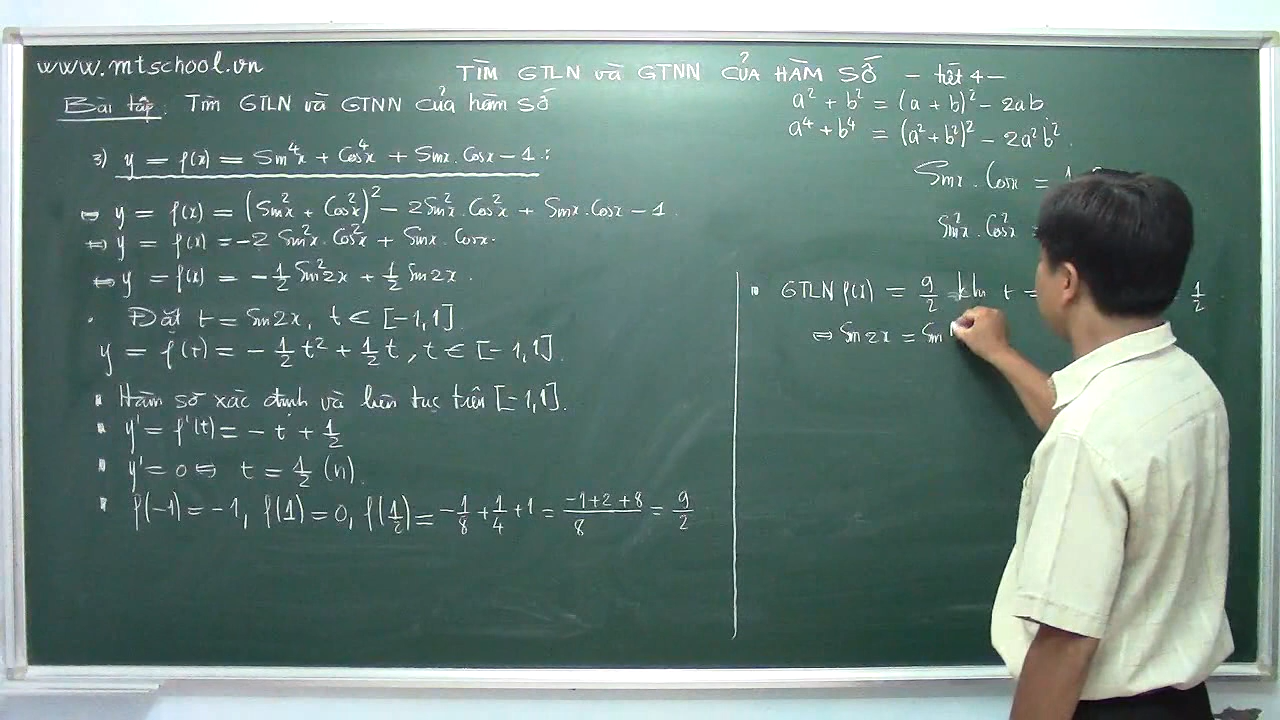 www.mtschool.vn
TÌM GTLN và GTNN CỦA HÀM SỐ - tiết 4 -
Bài tập: Tìm GTLN và GTNN của hàm số
a² + b² = (a + b)² - 2ab
a⁴ + b⁴ = (a² + b²)² - 2a²b².
3) y = f(x) = Sin⁴x + Cos⁴x + Sinx.Cosx - 1 :
Sinx.Cosx = 1
Sin²x.Cos²x =
⇔ y = f(x) = (Sin²x + Cos²x)² - 2Sin²x.Cos²x + Sinx.Cosx - 1.
⇔ y = f(x) = -2 Sin²x.Cos²x + Sinx.Cosx.
⇔ y = f(x) = -1/2 Sin²2x + 1/2 Sin2x.
. Đặt t = Sin2x, t ∈ [-1,1].
y = f(t) = -1/2 t² + 1/2 t, t ∈ [-1,1].
▪ Hàm số xác định và liên tục trên [-1,1].
▪ y' = f'(t) = -t + 1/2
▪ y' = 0 ⇔ t = 1/2 (n).
▪ f(-1) = -1, f(1) = 0, f(1/2) = -1/8 + 1/4 + 1 = (-1+2+8)/8 = 9/2
▪ GTLN f(1) = 9/2 khi t = = 1/2
⇔ Sin2x = Sin